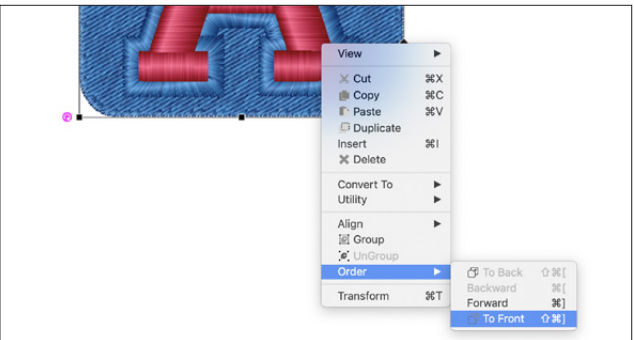 A
View ▶
Cut ⌘X
Copy ⌘C
Paste ⌘V
Duplicate
Insert ⌘I
Delete
Convert To ▶
Utility ▶
Align ▶
Group
UnGroup
Order ▶
To Back ⇧⌘[
Backward ⌘[
Forward ⌘]
To Front ⇧⌘]
Transform ⌘T